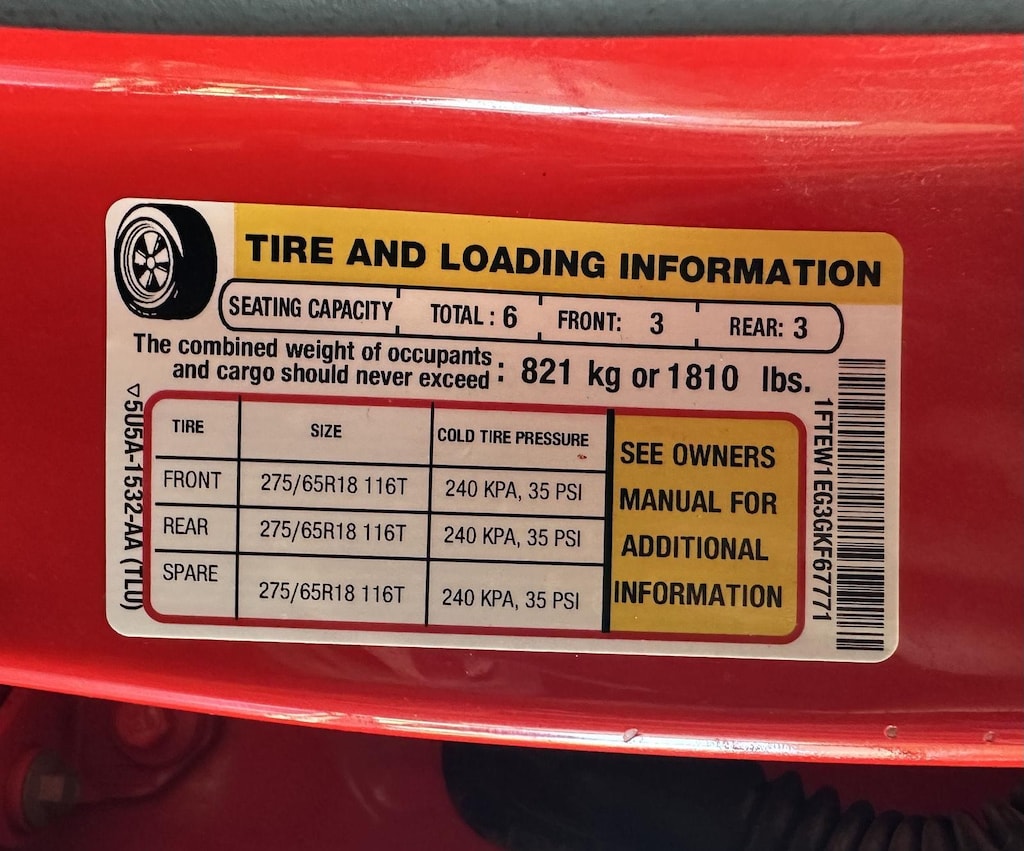 TIRE AND LOADING INFORMATION
SEATING CAPACITY TOTAL : 6 FRONT: 3 REAR: 3
The combined weight of occupants
and cargo should never exceed : 821 kg or 1810 lbs.
TIRE SIZE COLD TIRE PRESSURE
FRONT 275/65R18 116T 240 KPA, 35 PSI
REAR 275/65R18 116T 240 KPA, 35 PSI
SPARE 275/65R18 116T 240 KPA, 35 PSI
SEE OWNERS
MANUAL FOR
ADDITIONAL
INFORMATION
5U5A-1532-AA (TLU)
1FTEW1EG3GKF67771